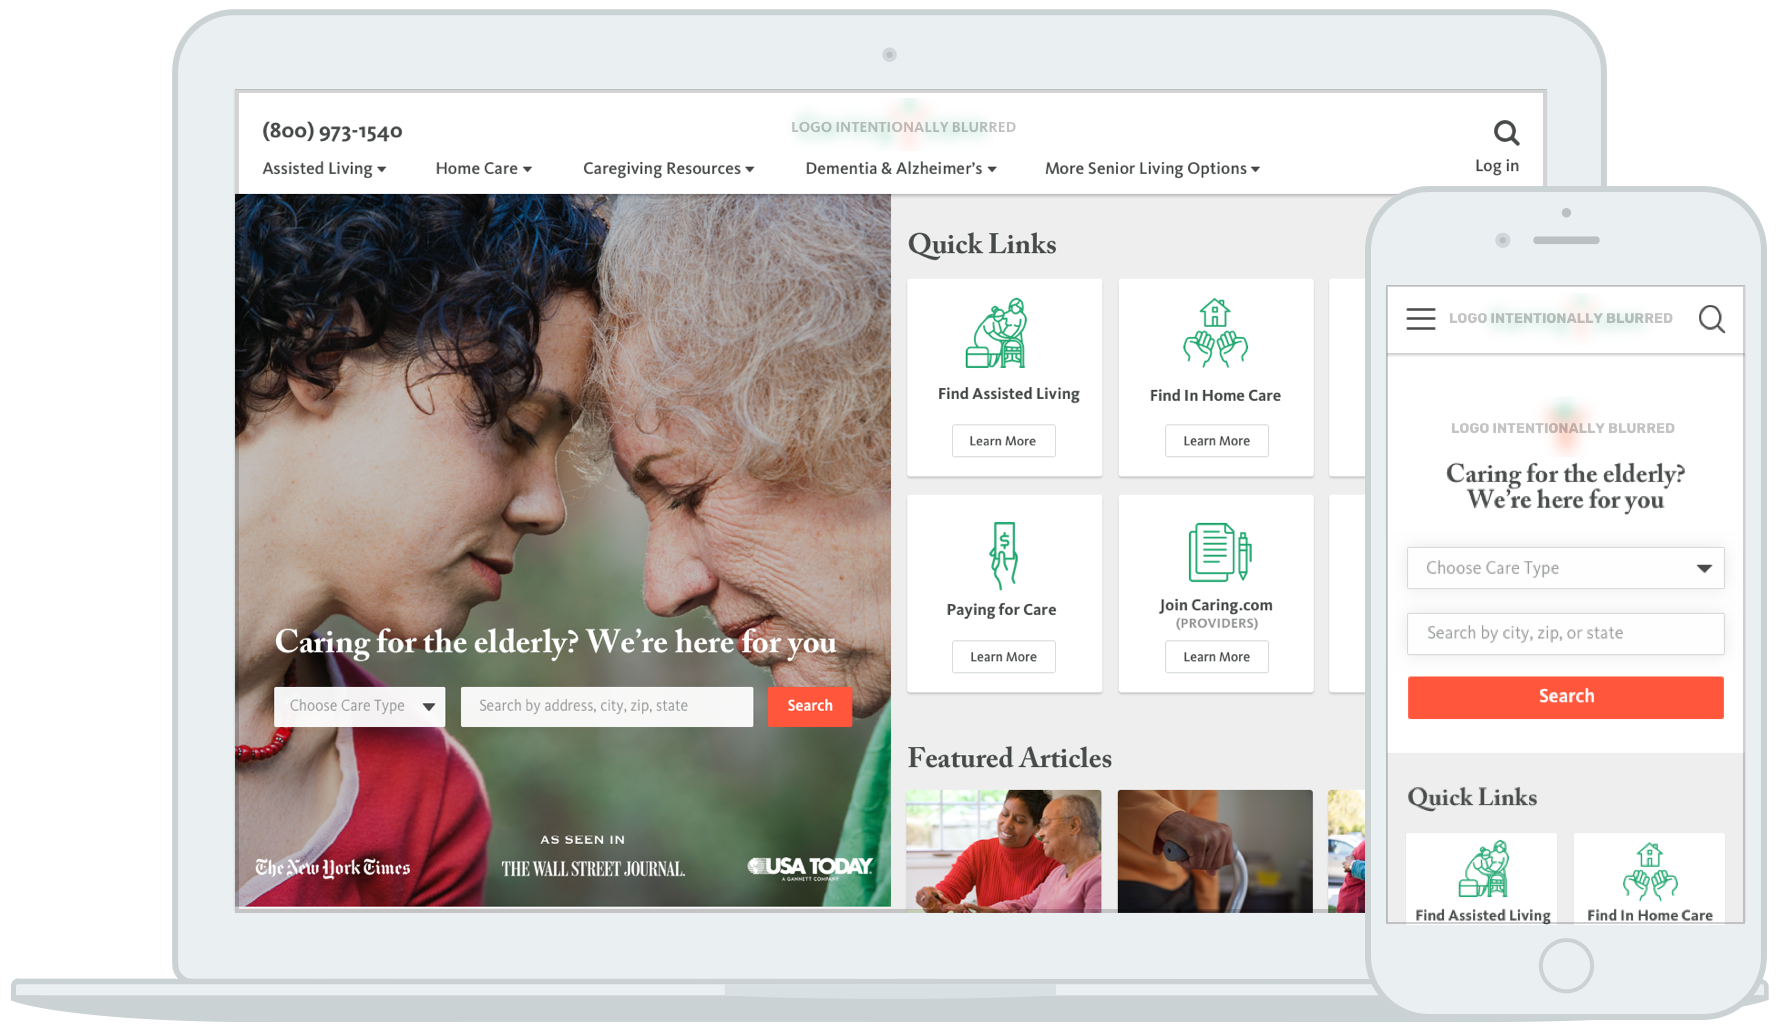 (800) 973-1540
LOGO INTENTIONALLY BLURRED
Log in
Assisted Living
Home Care
Caregiving Resources
Dementia & Alzheimer's
More Senior Living Options
Caring for the elderly? We're here for you
Choose Care Type
Search by address, city, zip, state
Search
AS SEEN IN
The New York Times
THE WALL STREET JOURNAL.
USA TODAY
A GANNETT COMPANY
Quick Links
Find Assisted Living
Learn More
Find In Home Care
Learn More
$
Paying for Care
Learn More
Join Caring.com
(PROVIDERS)
Learn More
Featured Articles
LOGO INTENTIONALLY BLURRED
LOGO INTENTIONALLY BLURRED
Caring for the elderly?
We're here for you
Choose Care Type
Search by city, zip, or state
Search
Quick Links
Find Assisted Living
Find In Home Care